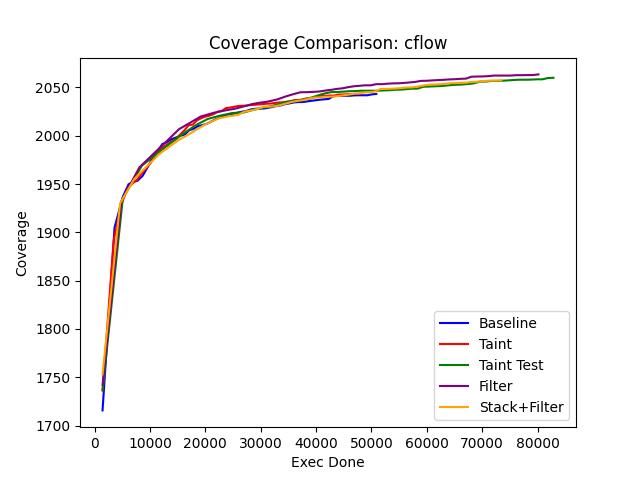 Coverage Comparison: cflow
2050
2000
1950
1900
1850
1800
1750
1700
Coverage
0 10000 20000 30000 40000 50000 60000 70000 80000
Exec Done
Baseline
Taint
Taint Test
Filter
Stack+Filter